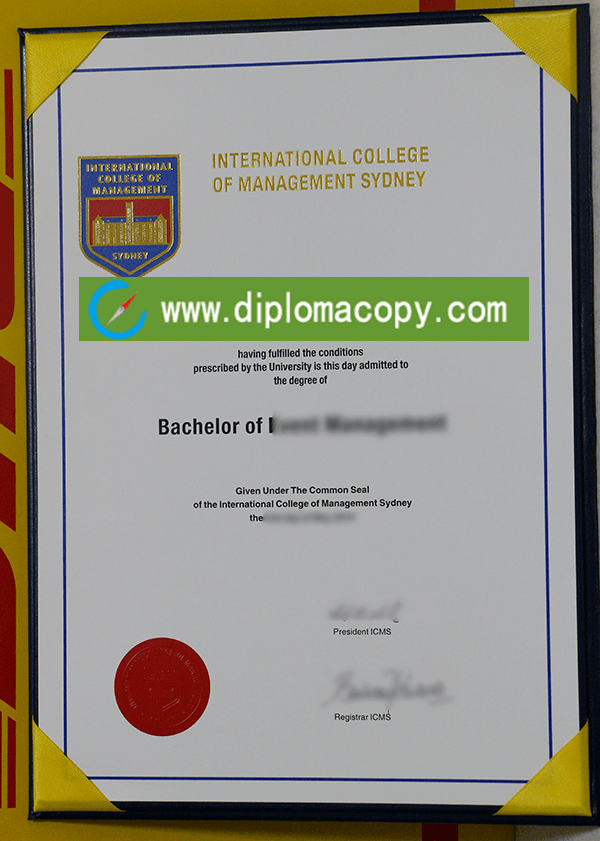 INTERNATIONAL
COLLEGE OF
MANAGEMENT
SYDNEY
INTERNATIONAL COLLEGE
OF MANAGEMENT SYDNEY
www.diplomacopy.com
having fulfilled the conditions
prescribed by the University is this day admitted to
the degree of
Bachelor of
Given Under The Common Seal
of the International College of Management Sydney
the
President ICMS
Registrar ICMS